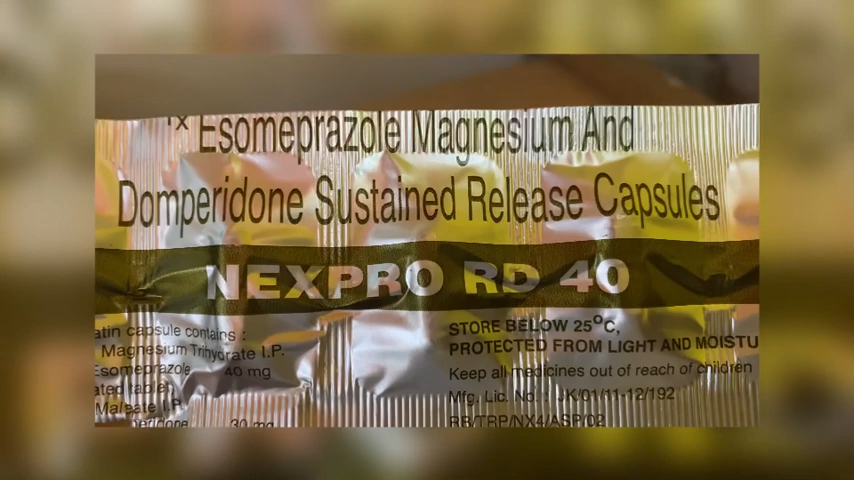 Rx Esomeprazole Magnesium And
Domperidone Sustained Release Capsules
NEXPRO RD 40
atin capsule contains :
Magnesium Trihydrate I.P.
Esomeprazole 40 mg
ated tablet
Maleate I.P.
peridone 30 mg
STORE BELOW 25°C,
PROTECTED FROM LIGHT AND MOISTU
Keep all medicines out of reach of children
Mfg. Lic. No. : JK/01/11-12/192
RB/TRP/NX4/ASP/02